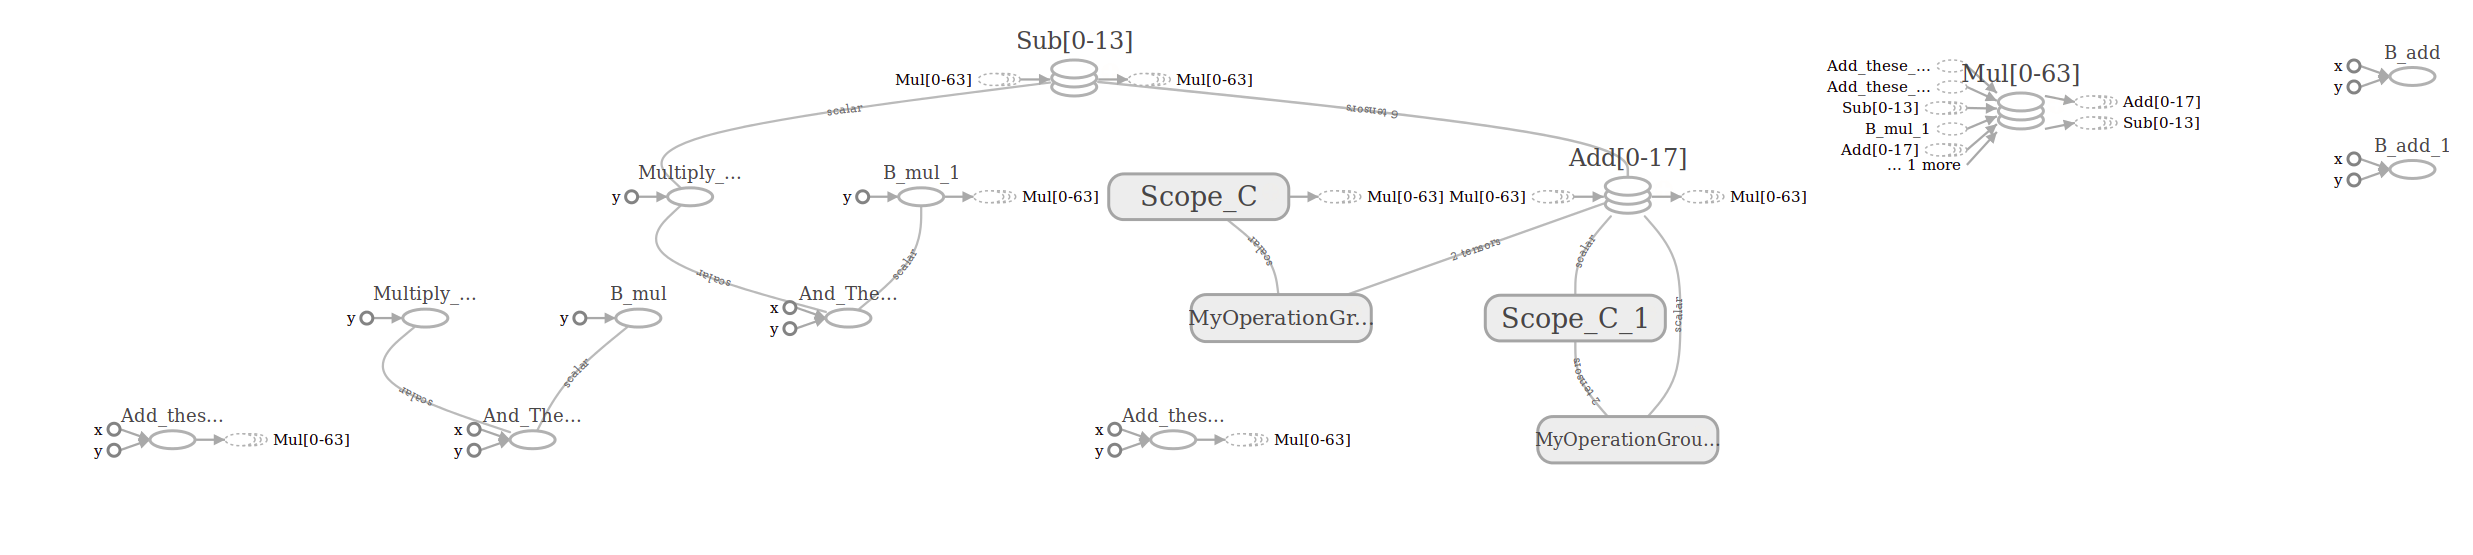 Sub[0-13]
Mul[0-63]
Mul[0-63]
scalar
6 tensors
Add_these_...
Add_these_...
Sub[0-13]
B_mul_1
Add[0-17]
... 1 more
Mul[0-63]
Add[0-17]
Sub[0-13]
B_add
x
y
B_add_1
x
y
Multiply_...
y
B_mul_1
y
Mul[0-63]
Scope_C
Mul[0-63]
Add[0-17]
Mul[0-63]
Mul[0-63]
scalar
scalar
scalar
2 tensors
scalar
scalar
Multiply_...
y
B_mul
y
And_The...
x
y
MyOperationGr...
Scope_C_1
scalar
scalar
2 tensors
Add_thes...
x
y
Mul[0-63]
And_The...
x
y
Add_thes...
x
y
Mul[0-63]
MyOperationGrou...